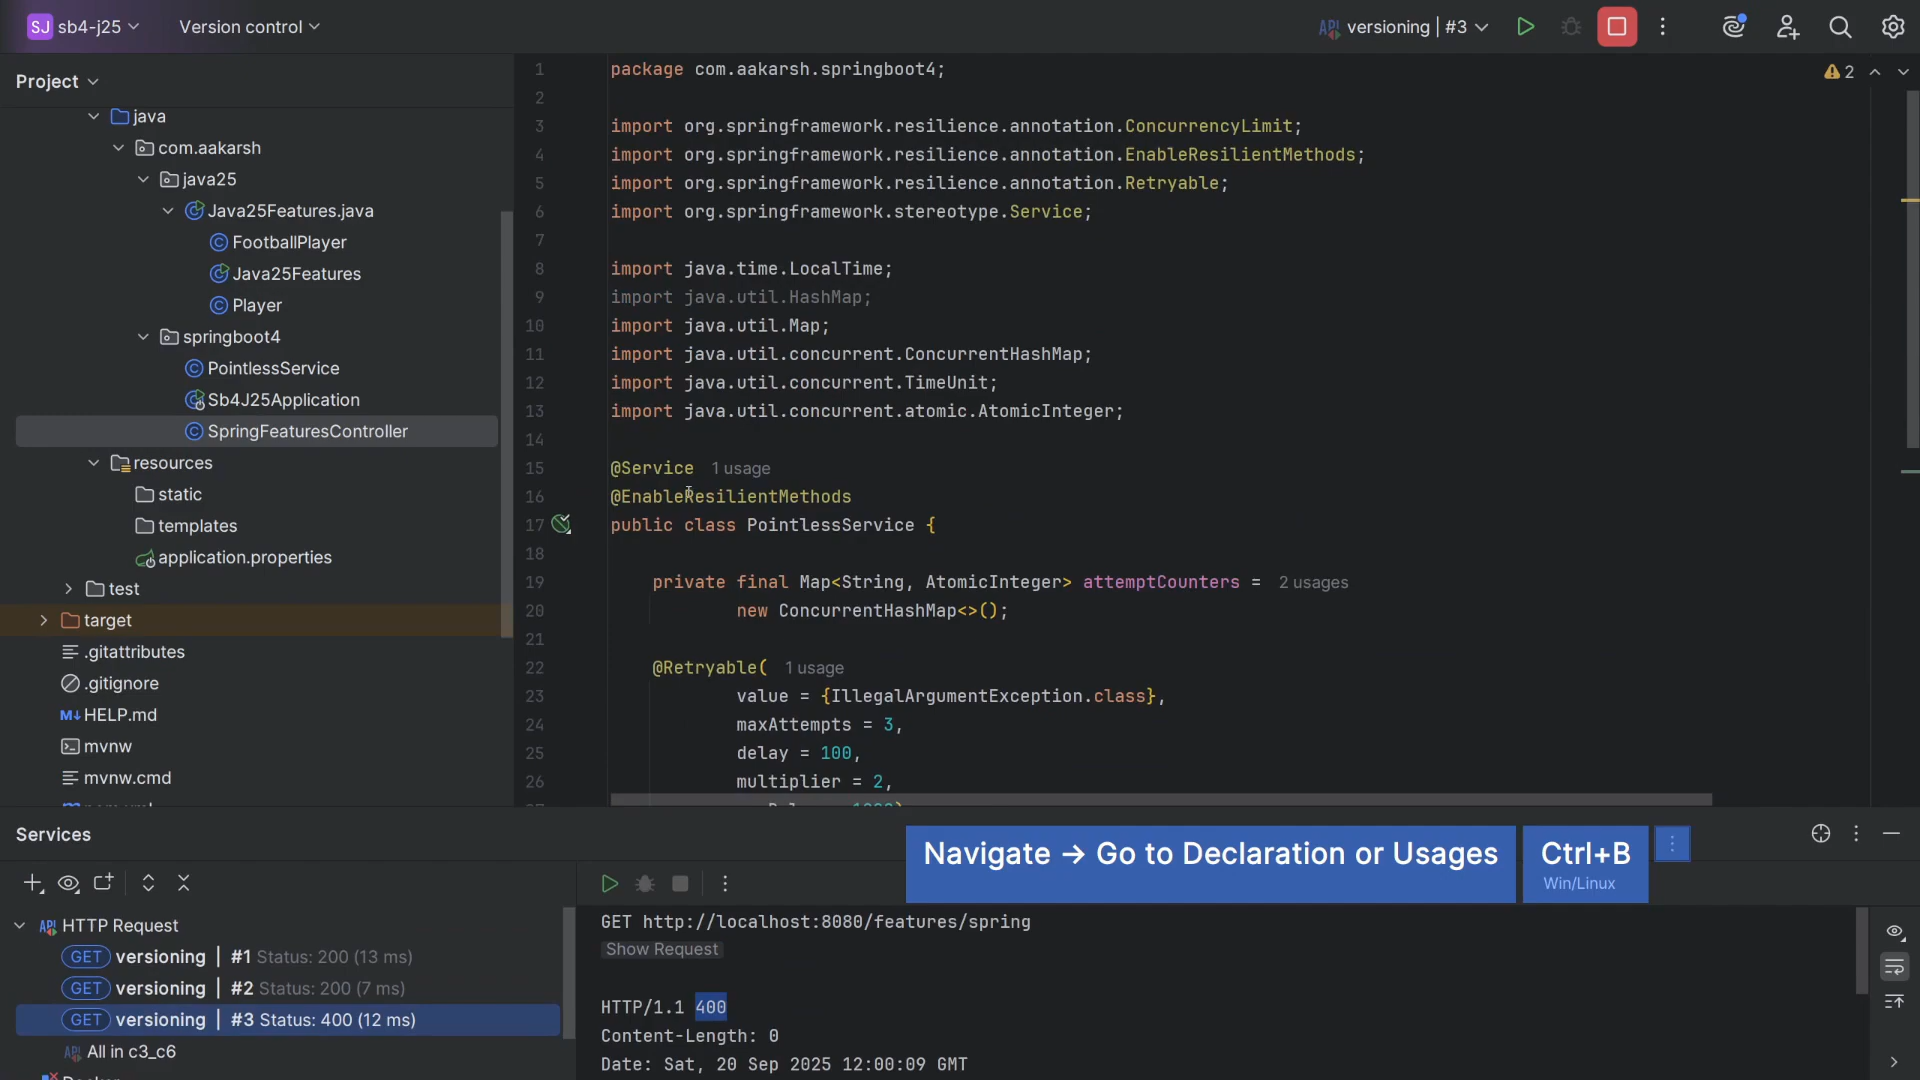 SJ sb4-j25
Version control
API versioning | #3
Project
java
com.aakarsh
java25
Java25Features.java
FootballPlayer
Java25Features
Player
springboot4
PointlessService
Sb4J25Application
SpringFeaturesController
resources
static
templates
application.properties
test
target
.gitattributes
.gitignore
M↓ HELP.md
mvnw
mvnw.cmd
2
1 package com.aakarsh.springboot4;
2
3 import org.springframework.resilience.annotation.ConcurrencyLimit;
4 import org.springframework.resilience.annotation.EnableResilientMethods;
5 import org.springframework.resilience.annotation.Retryable;
6 import org.springframework.stereotype.Service;
7
8 import java.time.LocalTime;
9 import java.util.HashMap;
10 import java.util.Map;
11 import java.util.concurrent.ConcurrentHashMap;
12 import java.util.concurrent.TimeUnit;
13 import java.util.concurrent.atomic.AtomicInteger;
14
15 @Service 1 usage
16 @EnableResilientMethods
17 public class PointlessService {
18
19 private final Map<String, AtomicInteger> attemptCounters = 2 usages
20 new ConcurrentHashMap<>();
21
22 @Retryable( 1 usage
23 value = {IllegalArgumentException.class},
24 maxAttempts = 3,
25 delay = 100,
26 multiplier = 2,
Services
Navigate → Go to Declaration or Usages
Ctrl+B
Win/Linux
API HTTP Request
GET versioning | #1 Status: 200 (13 ms)
GET versioning | #2 Status: 200 (7 ms)
GET versioning | #3 Status: 400 (12 ms)
API All in c3_c6
GET http://localhost:8080/features/spring
Show Request
HTTP/1.1 400
Content-Length: 0
Date: Sat, 20 Sep 2025 12:00:09 GMT